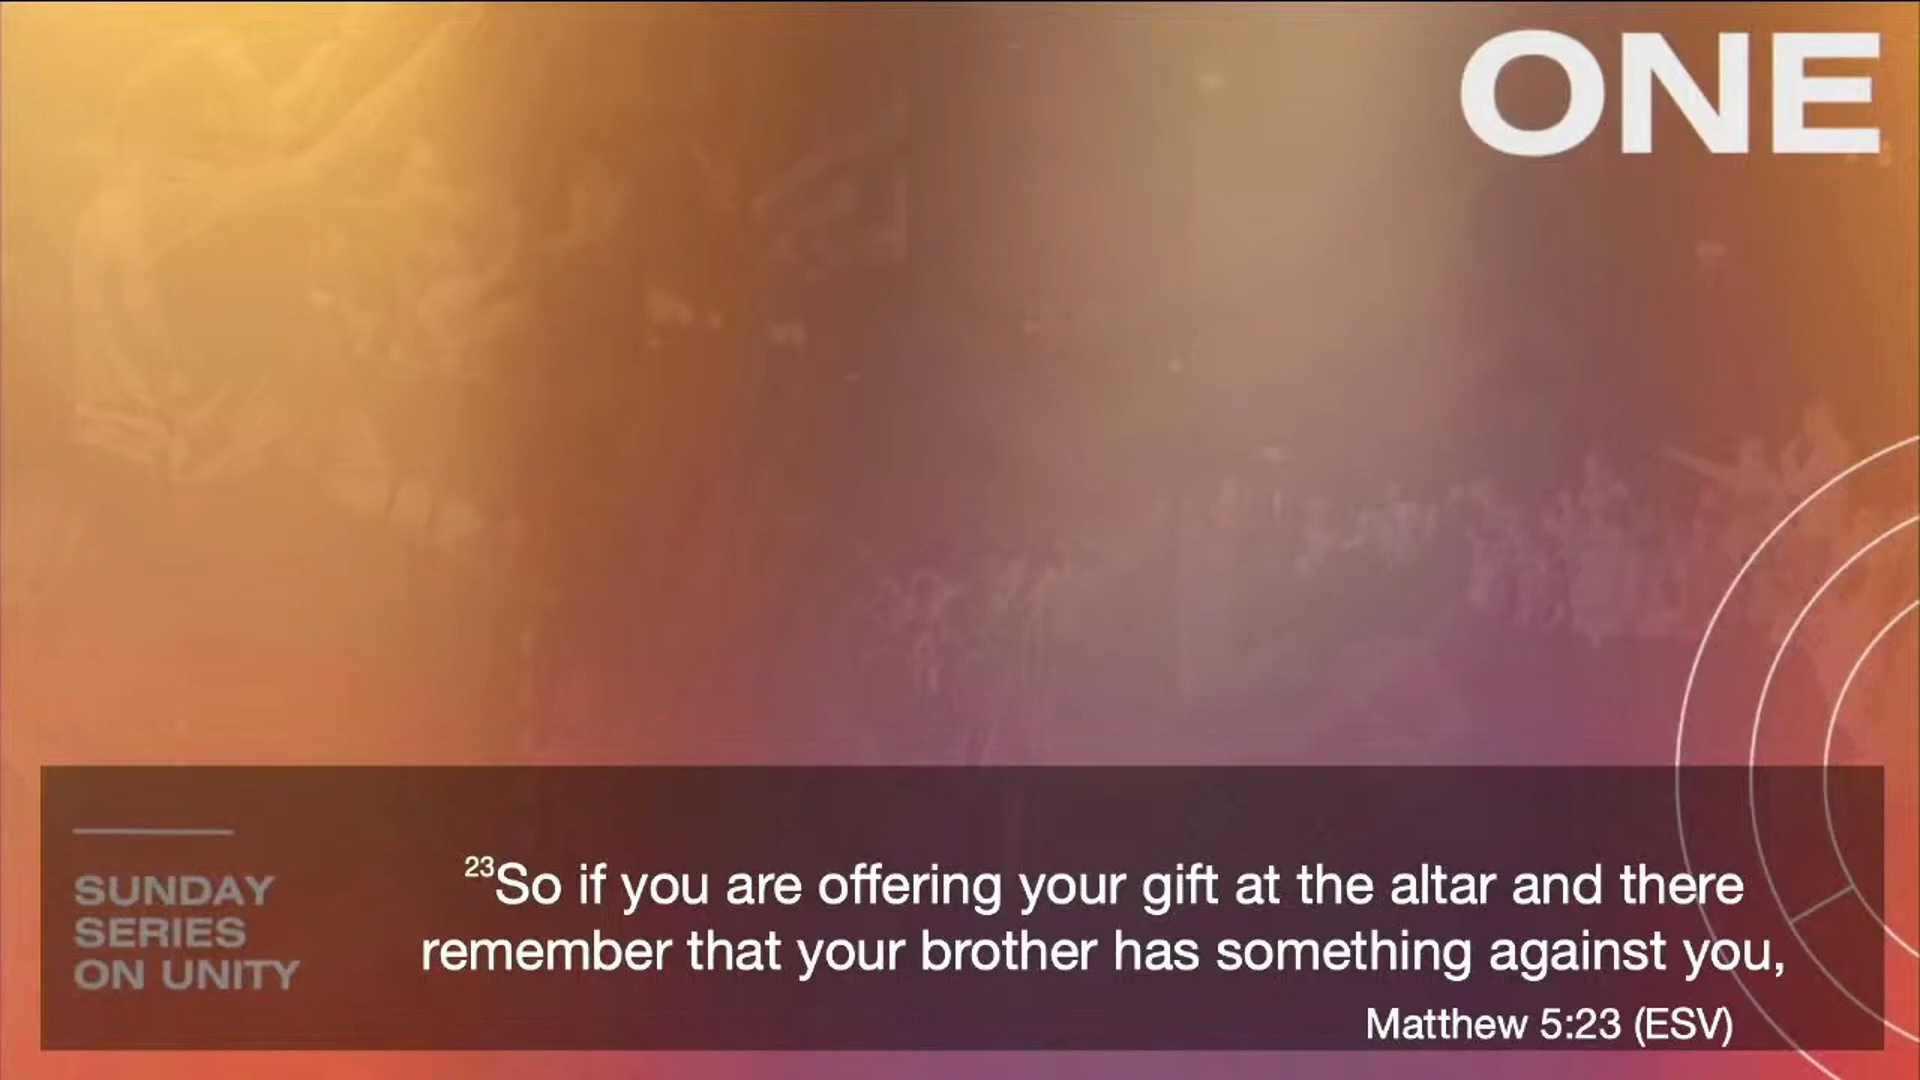 ONE
SUNDAY
SERIES
ON UNITY
23So if you are offering your gift at the altar and there
remember that your brother has something against you,
Matthew 5:23 (ESV)